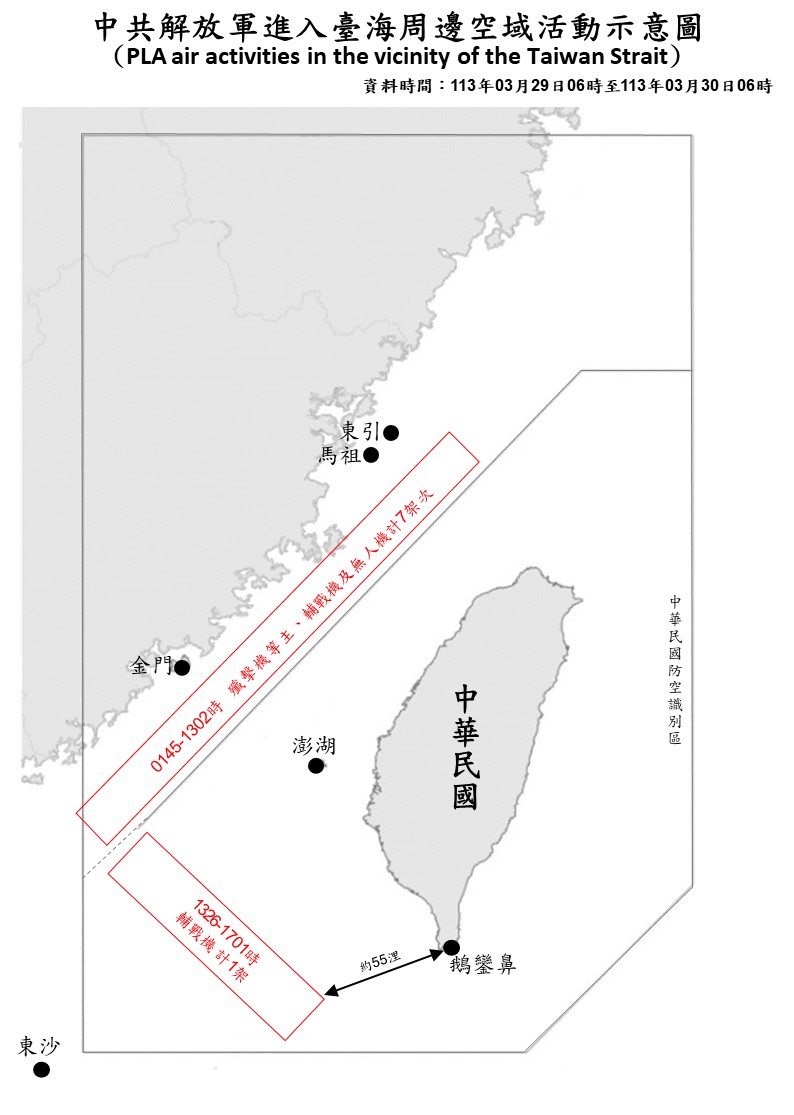 中共解放軍進入臺海周邊空域活動示意圖
（PLA air activities in the vicinity of the Taiwan Strait）
資料時間：113年03月29日06時至113年03月30日06時
東引
馬祖
0145-1302時 殲擊機等主、輔戰機及無人機計7架次
中華民國防空識別區
金門
中華民國
澎湖
1326-1701時
輔戰機計1架
約55浬
鵝鑾鼻
東沙